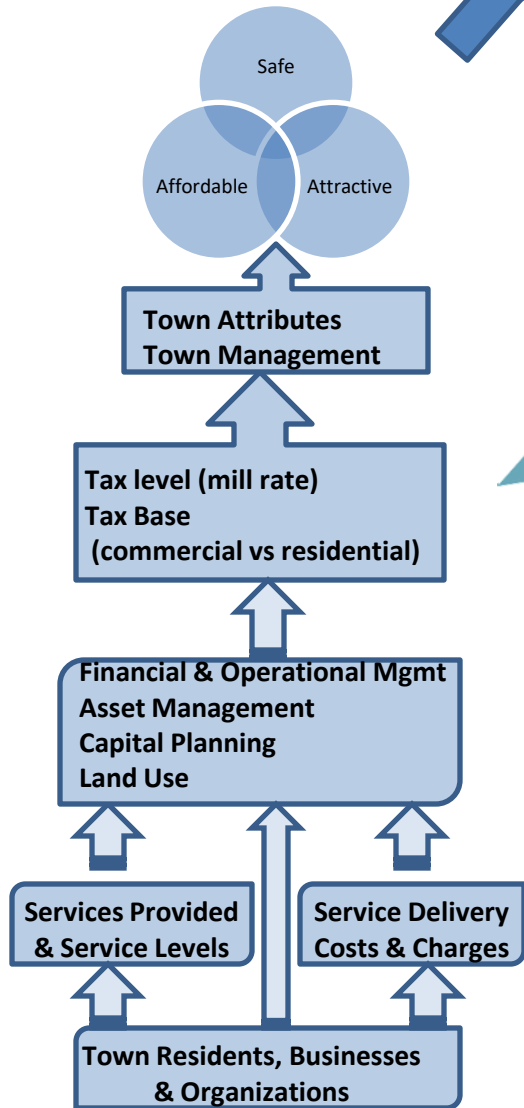 Safe
Affordable
Attractive
Town Attributes
Town Management
Tax level (mill rate)
Tax Base
(commercial vs residential)
Financial & Operational Mgmt
Asset Management
Capital Planning
Land Use
Services Provided
& Service Levels
Service Delivery
Costs & Charges
Town Residents, Businesses
& Organizations